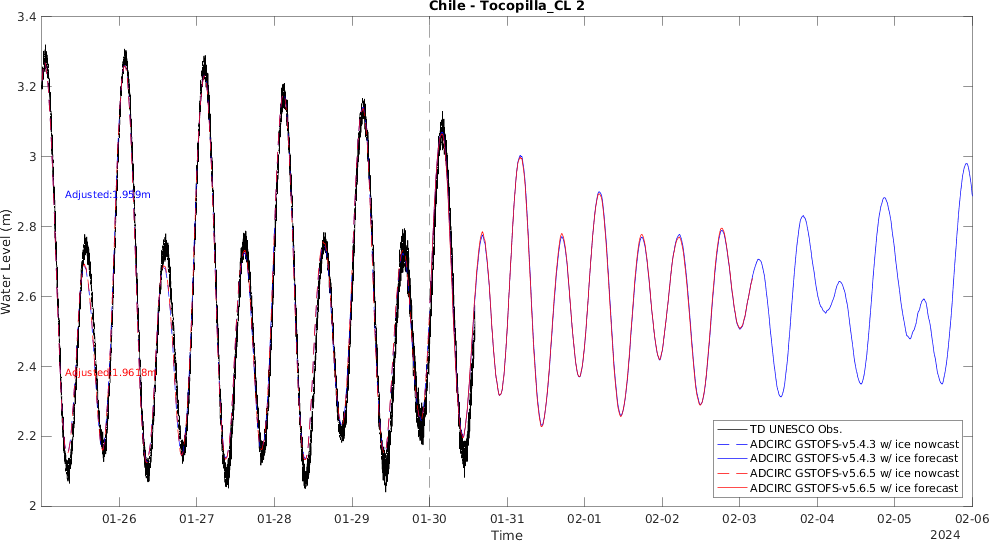 Chile - Tocopilla_CL 2
3.4
3.2
3
2.8
2.6
2.4
2.2
2
Water Level (m)
Adjusted:1.959m
Adjusted:1.9618m
TD UNESCO Obs.
ADCIRC GSTOFS-v5.4.3 w/ ice nowcast
ADCIRC GSTOFS-v5.4.3 w/ ice forecast
ADCIRC GSTOFS-v5.6.5 w/ ice nowcast
ADCIRC GSTOFS-v5.6.5 w/ ice forecast
01-26 01-27 01-28 01-29 01-30 01-31 02-01 02-02 02-03 02-04 02-05 02-06
Time
2024